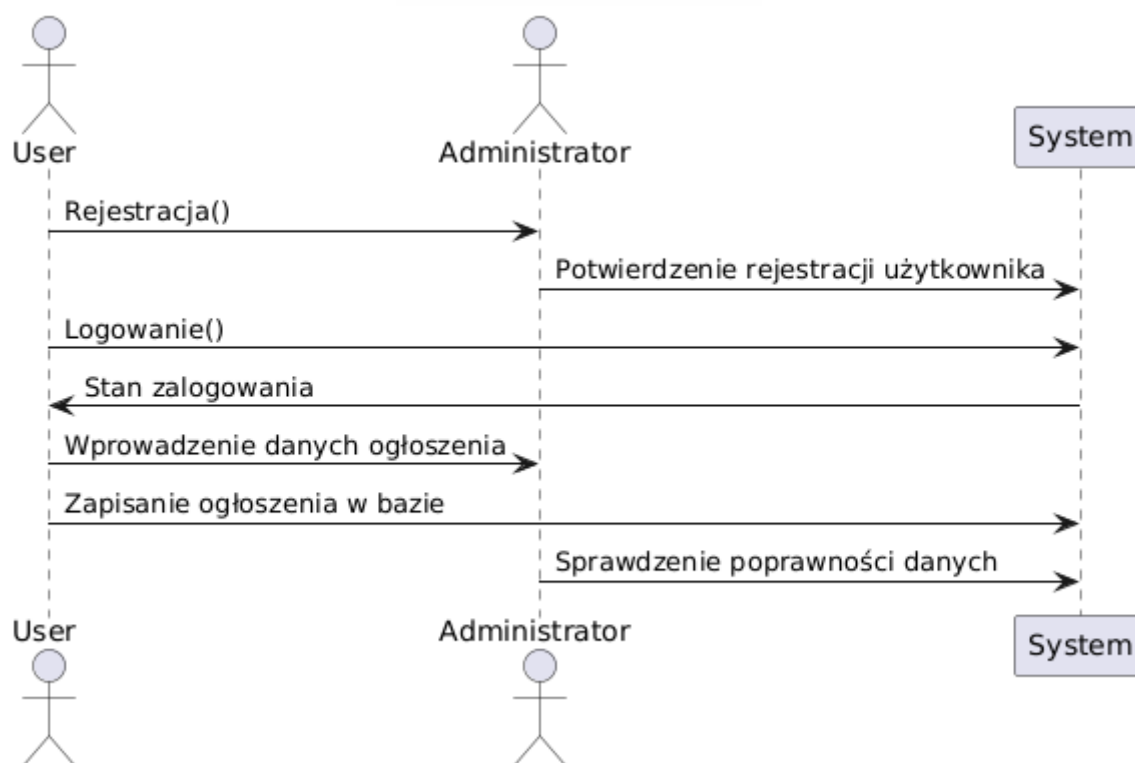 User
Administrator
System
Rejestracja()
Potwierdzenie rejestracji użytkownika
Logowanie()
Stan zalogowania
Wprowadzenie danych ogłoszenia
Zapisanie ogłoszenia w bazie
Sprawdzenie poprawności danych
User
Administrator
System